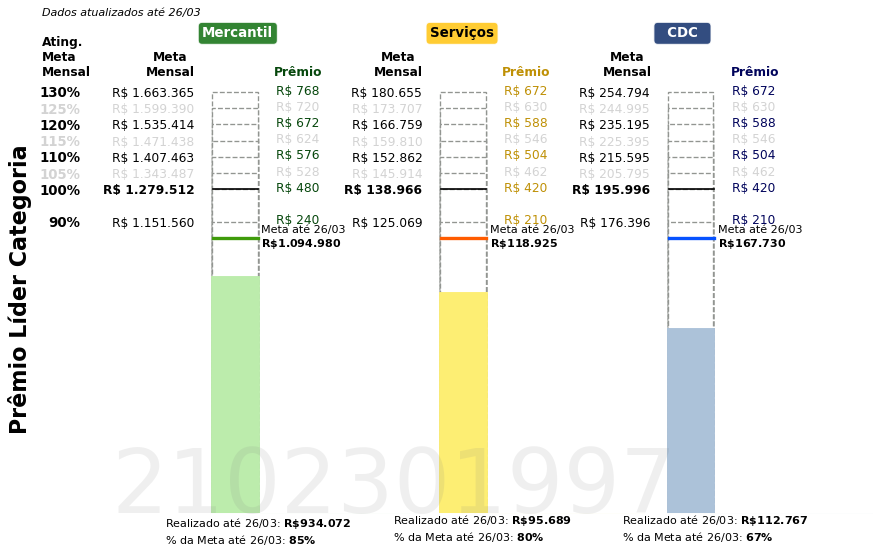 Dados atualizados até 26/03
Mercantil Serviços CDC
Ating.
Meta Meta Meta Meta
Mensal Mensal Prêmio Mensal Prêmio Mensal Prêmio
130% R$ 1.663.365 R$ 768 R$ 180.655 R$ 672 R$ 254.794 R$ 672
125% R$ 1.599.390 R$ 720 R$ 173.707 R$ 630 R$ 244.995 R$ 630
120% R$ 1.535.414 R$ 672 R$ 166.759 R$ 588 R$ 235.195 R$ 588
115% R$ 1.471.438 R$ 624 R$ 159.810 R$ 546 R$ 225.395 R$ 546
110% R$ 1.407.463 R$ 576 R$ 152.862 R$ 504 R$ 215.595 R$ 504
105% R$ 1.343.487 R$ 528 R$ 145.914 R$ 462 R$ 205.795 R$ 462
100% R$ 1.279.512 R$ 480 R$ 138.966 R$ 420 R$ 195.996 R$ 420
90% R$ 1.151.560 R$ 240 R$ 125.069 R$ 210 R$ 176.396 R$ 210
Meta até 26/03 Meta até 26/03 Meta até 26/03
R$1.094.980 R$118.925 R$167.730
Prêmio Líder Categoria
2102301997
Realizado até 26/03: R$934.072 Realizado até 26/03: R$95.689 Realizado até 26/03: R$112.767
% da Meta até 26/03: 85% % da Meta até 26/03: 80% % da Meta até 26/03: 67%